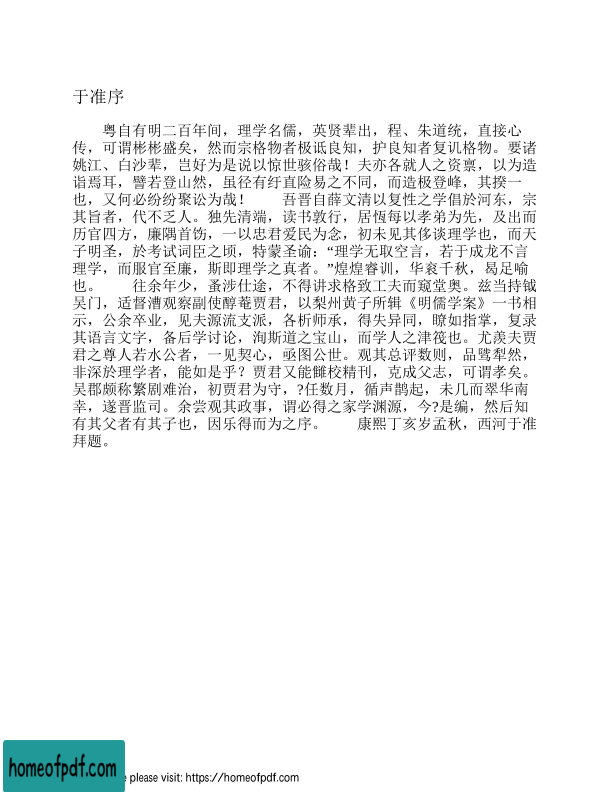 于准序
粤自有明二百年间，理学名儒，英贤辈出，程、朱道统，直接心
传，可谓彬彬盛矣，然而宗格物者极诋良知，护良知者复讥格物。要诸
姚江、白沙辈，岂好为是说以惊世骇俗哉！夫亦各就人之资禀，以为造
诣焉耳，譬若登山然，虽径有纡直险易之不同，而造极登峰，其揆一
也，又何必纷纷聚讼为哉！　　吾晋自薛文清以复性之学倡於河东，宗
其旨者，代不乏人。独先清端，读书敦行，居恆每以孝弟为先，及出而
历官四方，廉隅首饬，一以忠君爱民为念，初未见其侈谈理学也，而天
子明圣，於考试词臣之顷，特蒙圣谕：“理学无取空言，若于成龙不言
理学，而服官至廉，斯即理学之真者。”煌煌睿训，华衮千秋，曷足喻
也。　　往余年少，蚤涉仕途，不得讲求格致工夫而窥堂奥。兹当持钺
吴门，适督漕观察副使醇菴贾君，以梨州黄子所辑《明儒学案》一书相
示，公余卒业，见夫源流支派，各析师承，得失异同，瞭如指掌，复录
其语言文字，备后学讨论，洵斯道之宝山，而学人之津筏也。尤羡夫贾
君之尊人若水公者，一见契心，亟图公世。观其总评数则，品骘犁然，
非深於理学者，能如是乎？贾君又能雠校精刊，克成父志，可谓孝矣。
吴郡颇称繁剧难治，初贾君为守，?任数月，循声鹊起，未几而翠华南
幸，遂晋监司。余尝观其政事，谓必得之家学渊源，今?是编，然后知
有其父者有其子也，因乐得而为之序。　　康熙丁亥岁孟秋，西河于准
拜题。
homeofpdf.com
please visit: https://homeofpdf.com